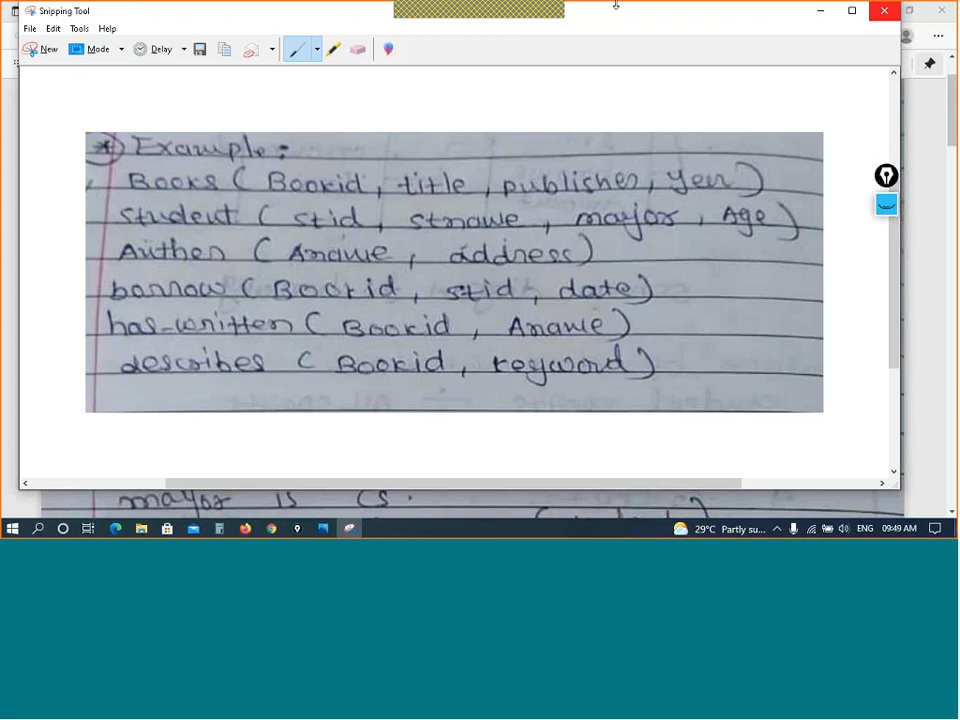 Snipping Tool
File Edit Tools Help
New Mode Delay
* Example:
Books ( Bookid, title, publisher, Year)
student ( stid, stname, major, Age)
Author (Aname, address)
borrow ( Bookid, stid, date)
has-written ( Bookid, Aname)
describes ( Bookid, keyword)
major is CS.
29°C Partly su... ENG 09:49 AM